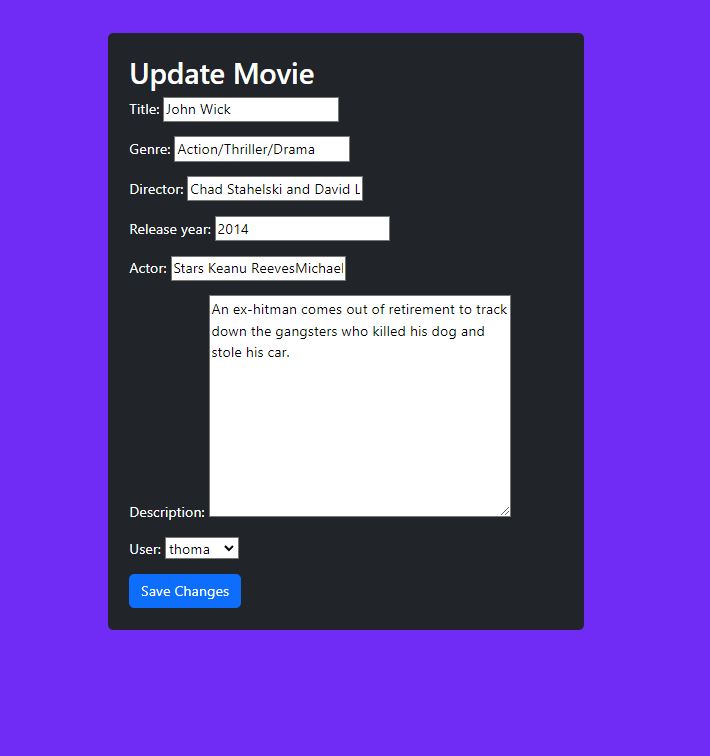 Update Movie
Title: John Wick
Genre: Action/Thriller/Drama
Director: Chad Stahelski and David L
Release year: 2014
Actor: Stars Keanu ReevesMichael
An ex-hitman comes out of retirement to track
down the gangsters who killed his dog and
stole his car.
Description:
User: thoma
Save Changes